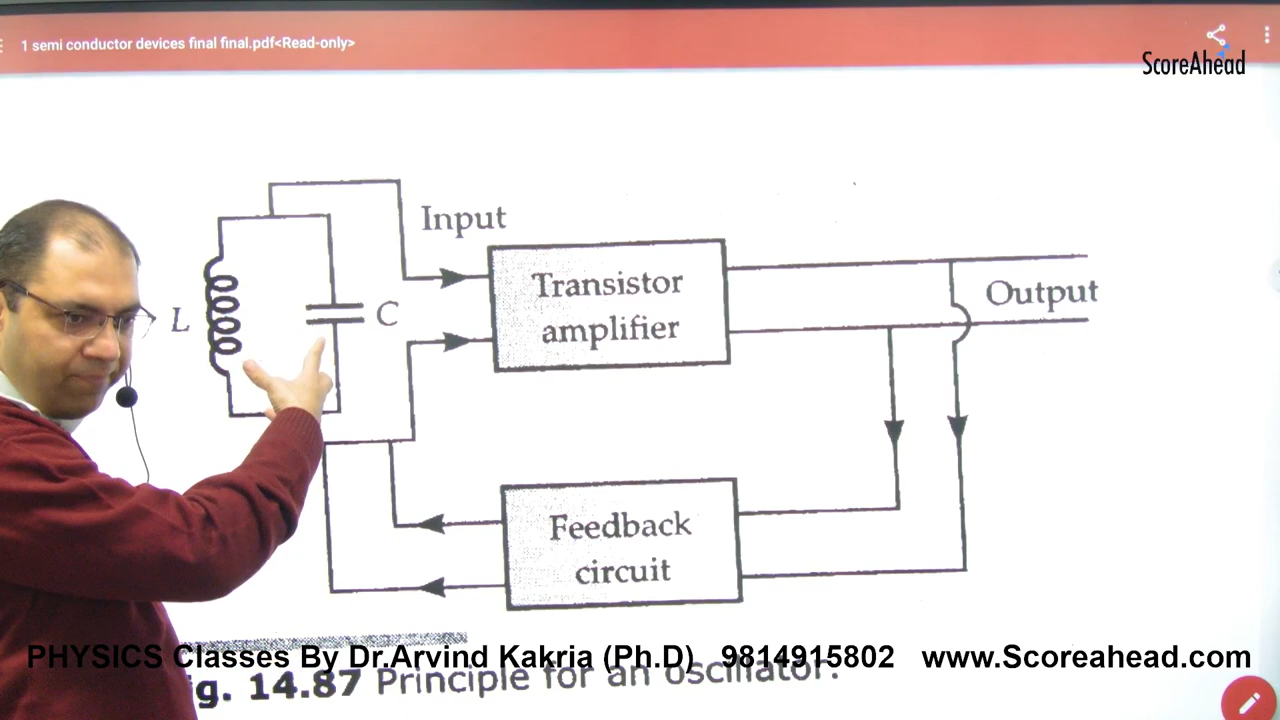 1 semi conductor devices final final.pdf<Read-only>
ScoreAhead
Input
Transistor
amplifier
Output
L
C
Feedback
circuit
PHYSICS Classes By Dr.Arvind Kakria (Ph.D) 9814915802 www.Scoreahead.com
g. 14.87 Principle for an oscillator.